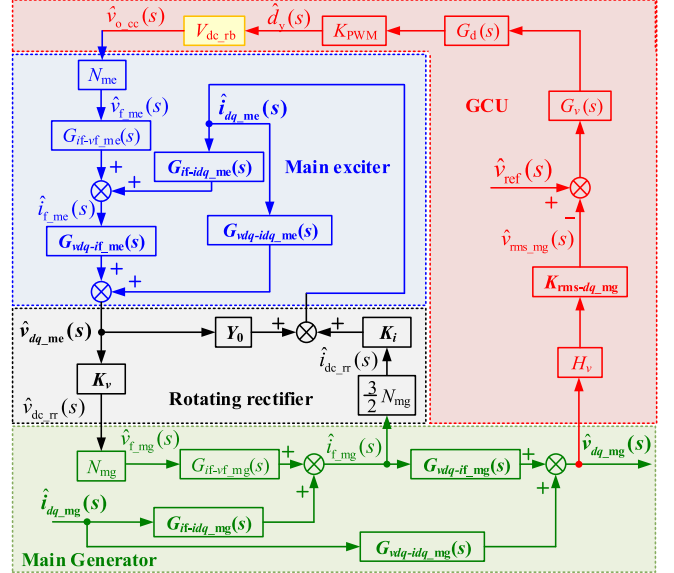 v̂o_cc(s)
d̂v(s)
Vdc_rb
KPWM
Gd(s)
Nme
GCU
Gv(s)
v̂f_me(s)
îdq_me(s)
Gif-vf_me(s)
Gif-idq_me(s)
Main exciter
+
+
v̂ref(s)
+
−
îf_me(s)
v̂rms_mg(s)
Gvdq-if_me(s)
Gvdq-idq_me(s)
+
+
Krms-dq_mg
v̂dq_me(s)
Y0
+
+
Ki
îdc_rr(s)
Hv
Kv
3/2 Nmg
v̂dc_rr(s)
Rotating rectifier
v̂f_mg(s)
îf_mg(s)
v̂dq_mg(s)
Nmg
Gif-vf_mg(s)
+
+
Gvdq-if_mg(s)
+
+
îdq_mg(s)
Gif-idq_mg(s)
Gvdq-idq_mg(s)
Main Generator